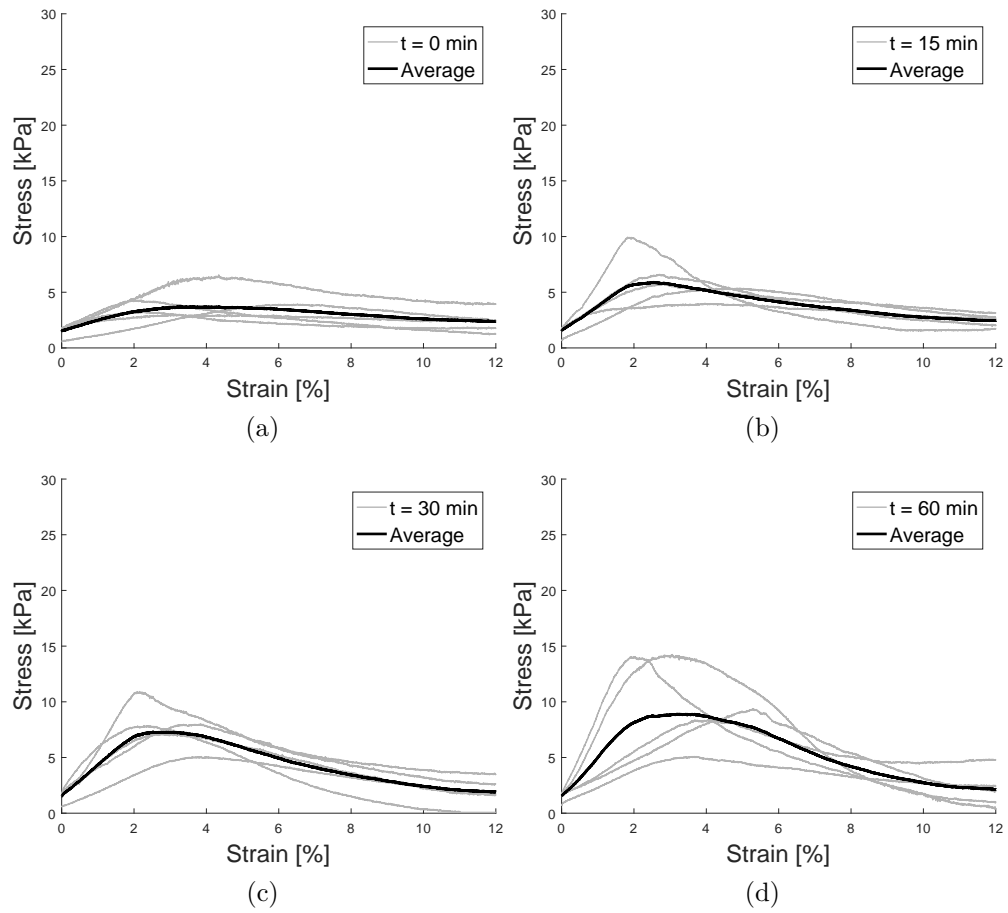 30
25
20
15
10
5
0
Stress [kPa]
t = 0 min
Average
0 2 4 6 8 10 12
Strain [%]
(a)
30
25
20
15
10
5
0
Stress [kPa]
t = 15 min
Average
0 2 4 6 8 10 12
Strain [%]
(b)
30
25
20
15
10
5
0
Stress [kPa]
t = 30 min
Average
0 2 4 6 8 10 12
Strain [%]
(c)
30
25
20
15
10
5
0
Stress [kPa]
t = 60 min
Average
0 2 4 6 8 10 12
Strain [%]
(d)